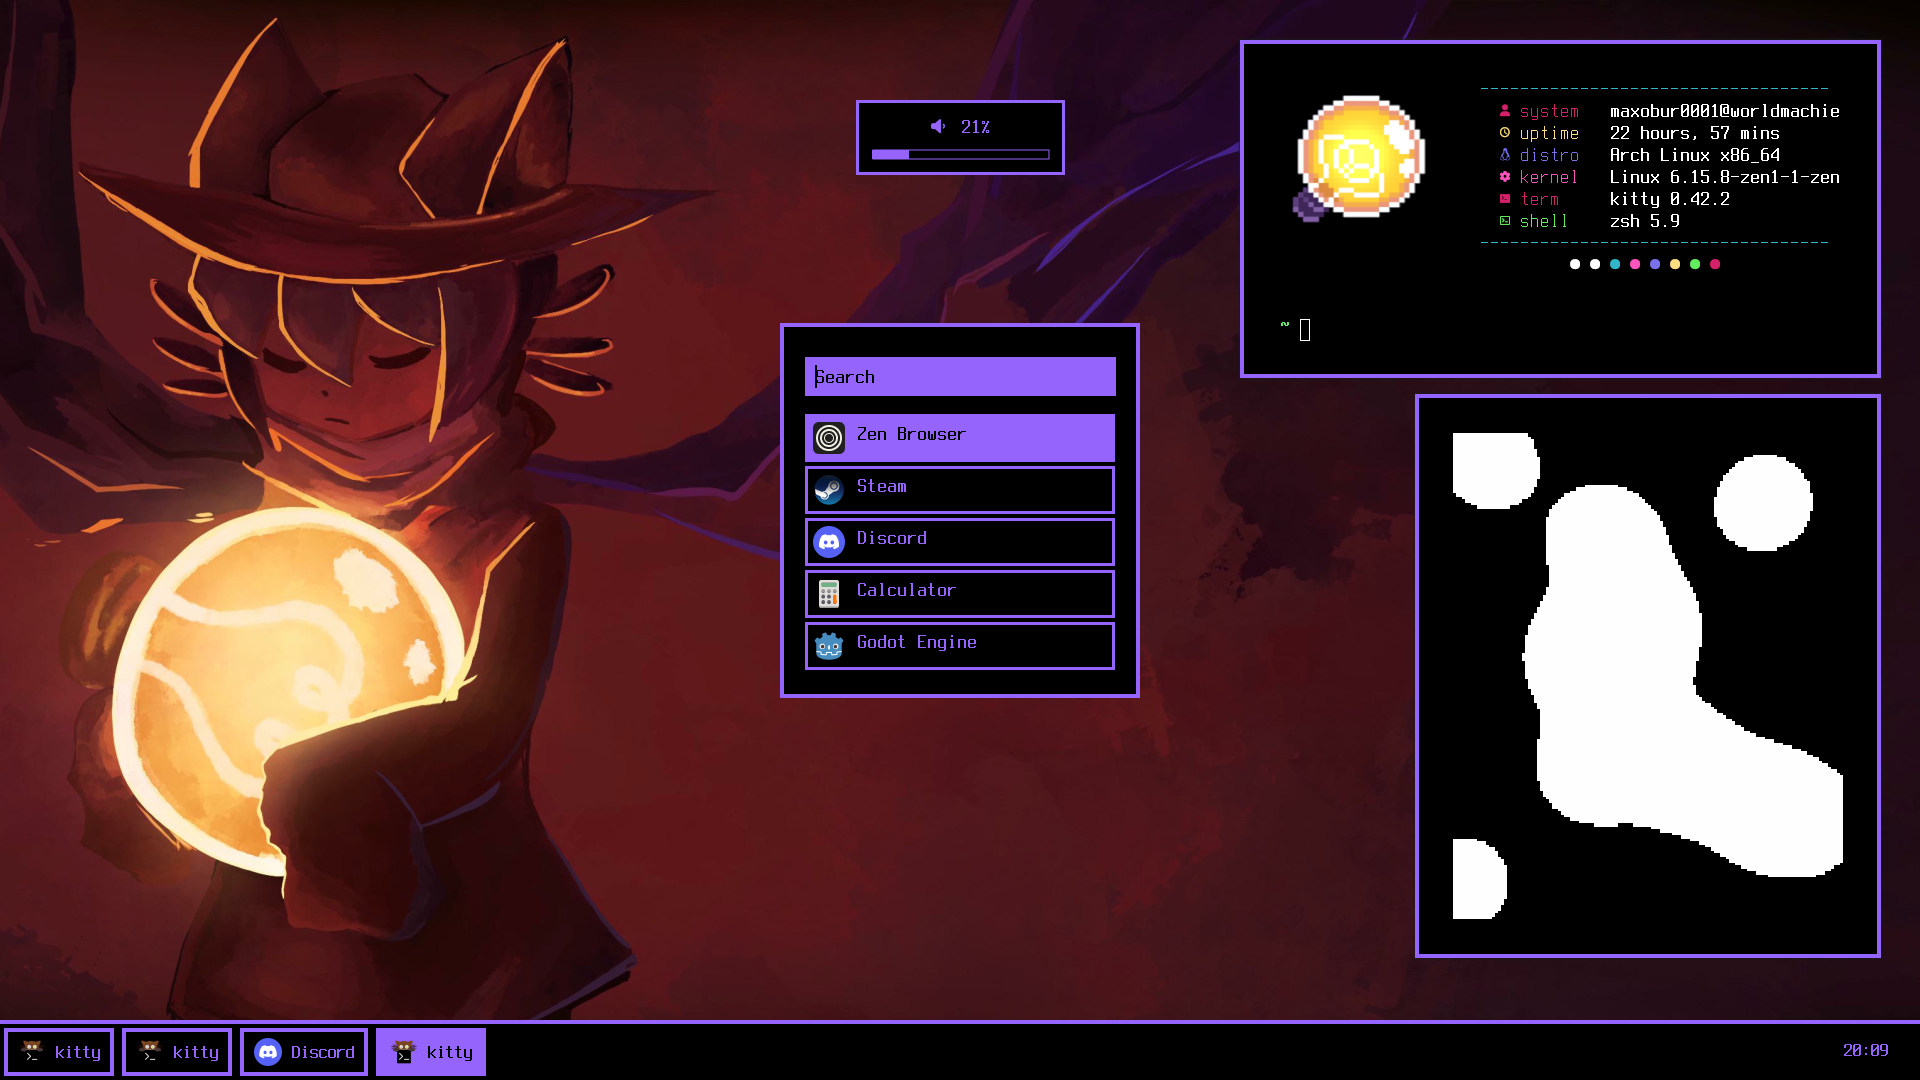 21%
system maxobur0001@worldmachie
uptime 22 hours, 57 mins
distro Arch Linux x86_64
kernel Linux 6.15.8-zen1-1-zen
term kitty 0.42.2
shell zsh 5.9
~
Search
Zen Browser
Steam
Discord
Calculator
Godot Engine
kitty kitty Discord kitty 20:09